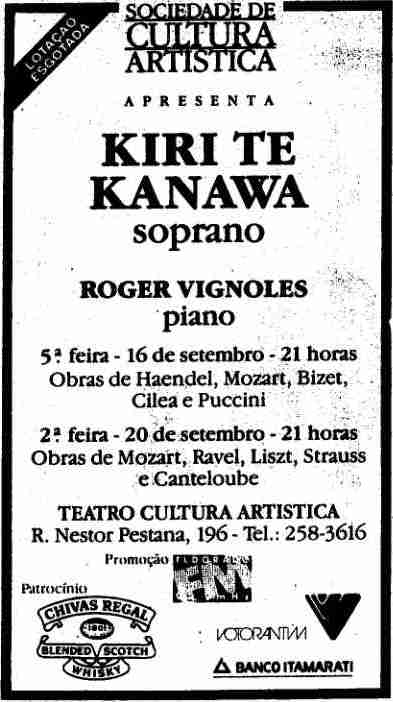 LOTAÇÃO
ESGOTADA
SOCIEDADE DE
CULTURA
ARTÍSTICA
APRESENTA
KIRI TE
KANAWA
soprano
ROGER VIGNOLES
piano
5ª feira - 16 de setembro - 21 horas
Obras de Haendel, Mozart, Bizet,
Cilea e Puccini
2ª feira - 20 de setembro - 21 horas
Obras de Mozart, Ravel, Liszt, Strauss
e Canteloube
TEATRO CULTURA ARTISTICA
R. Nestor Pestana, 196 - Tel.: 258-3616
Promoção
ELDORADO
FM
Patrocínio
CHIVAS REGAL
1801
BLENDED SCOTCH
WHISKY
VOTORANTIM
BANCO ITAMARATI